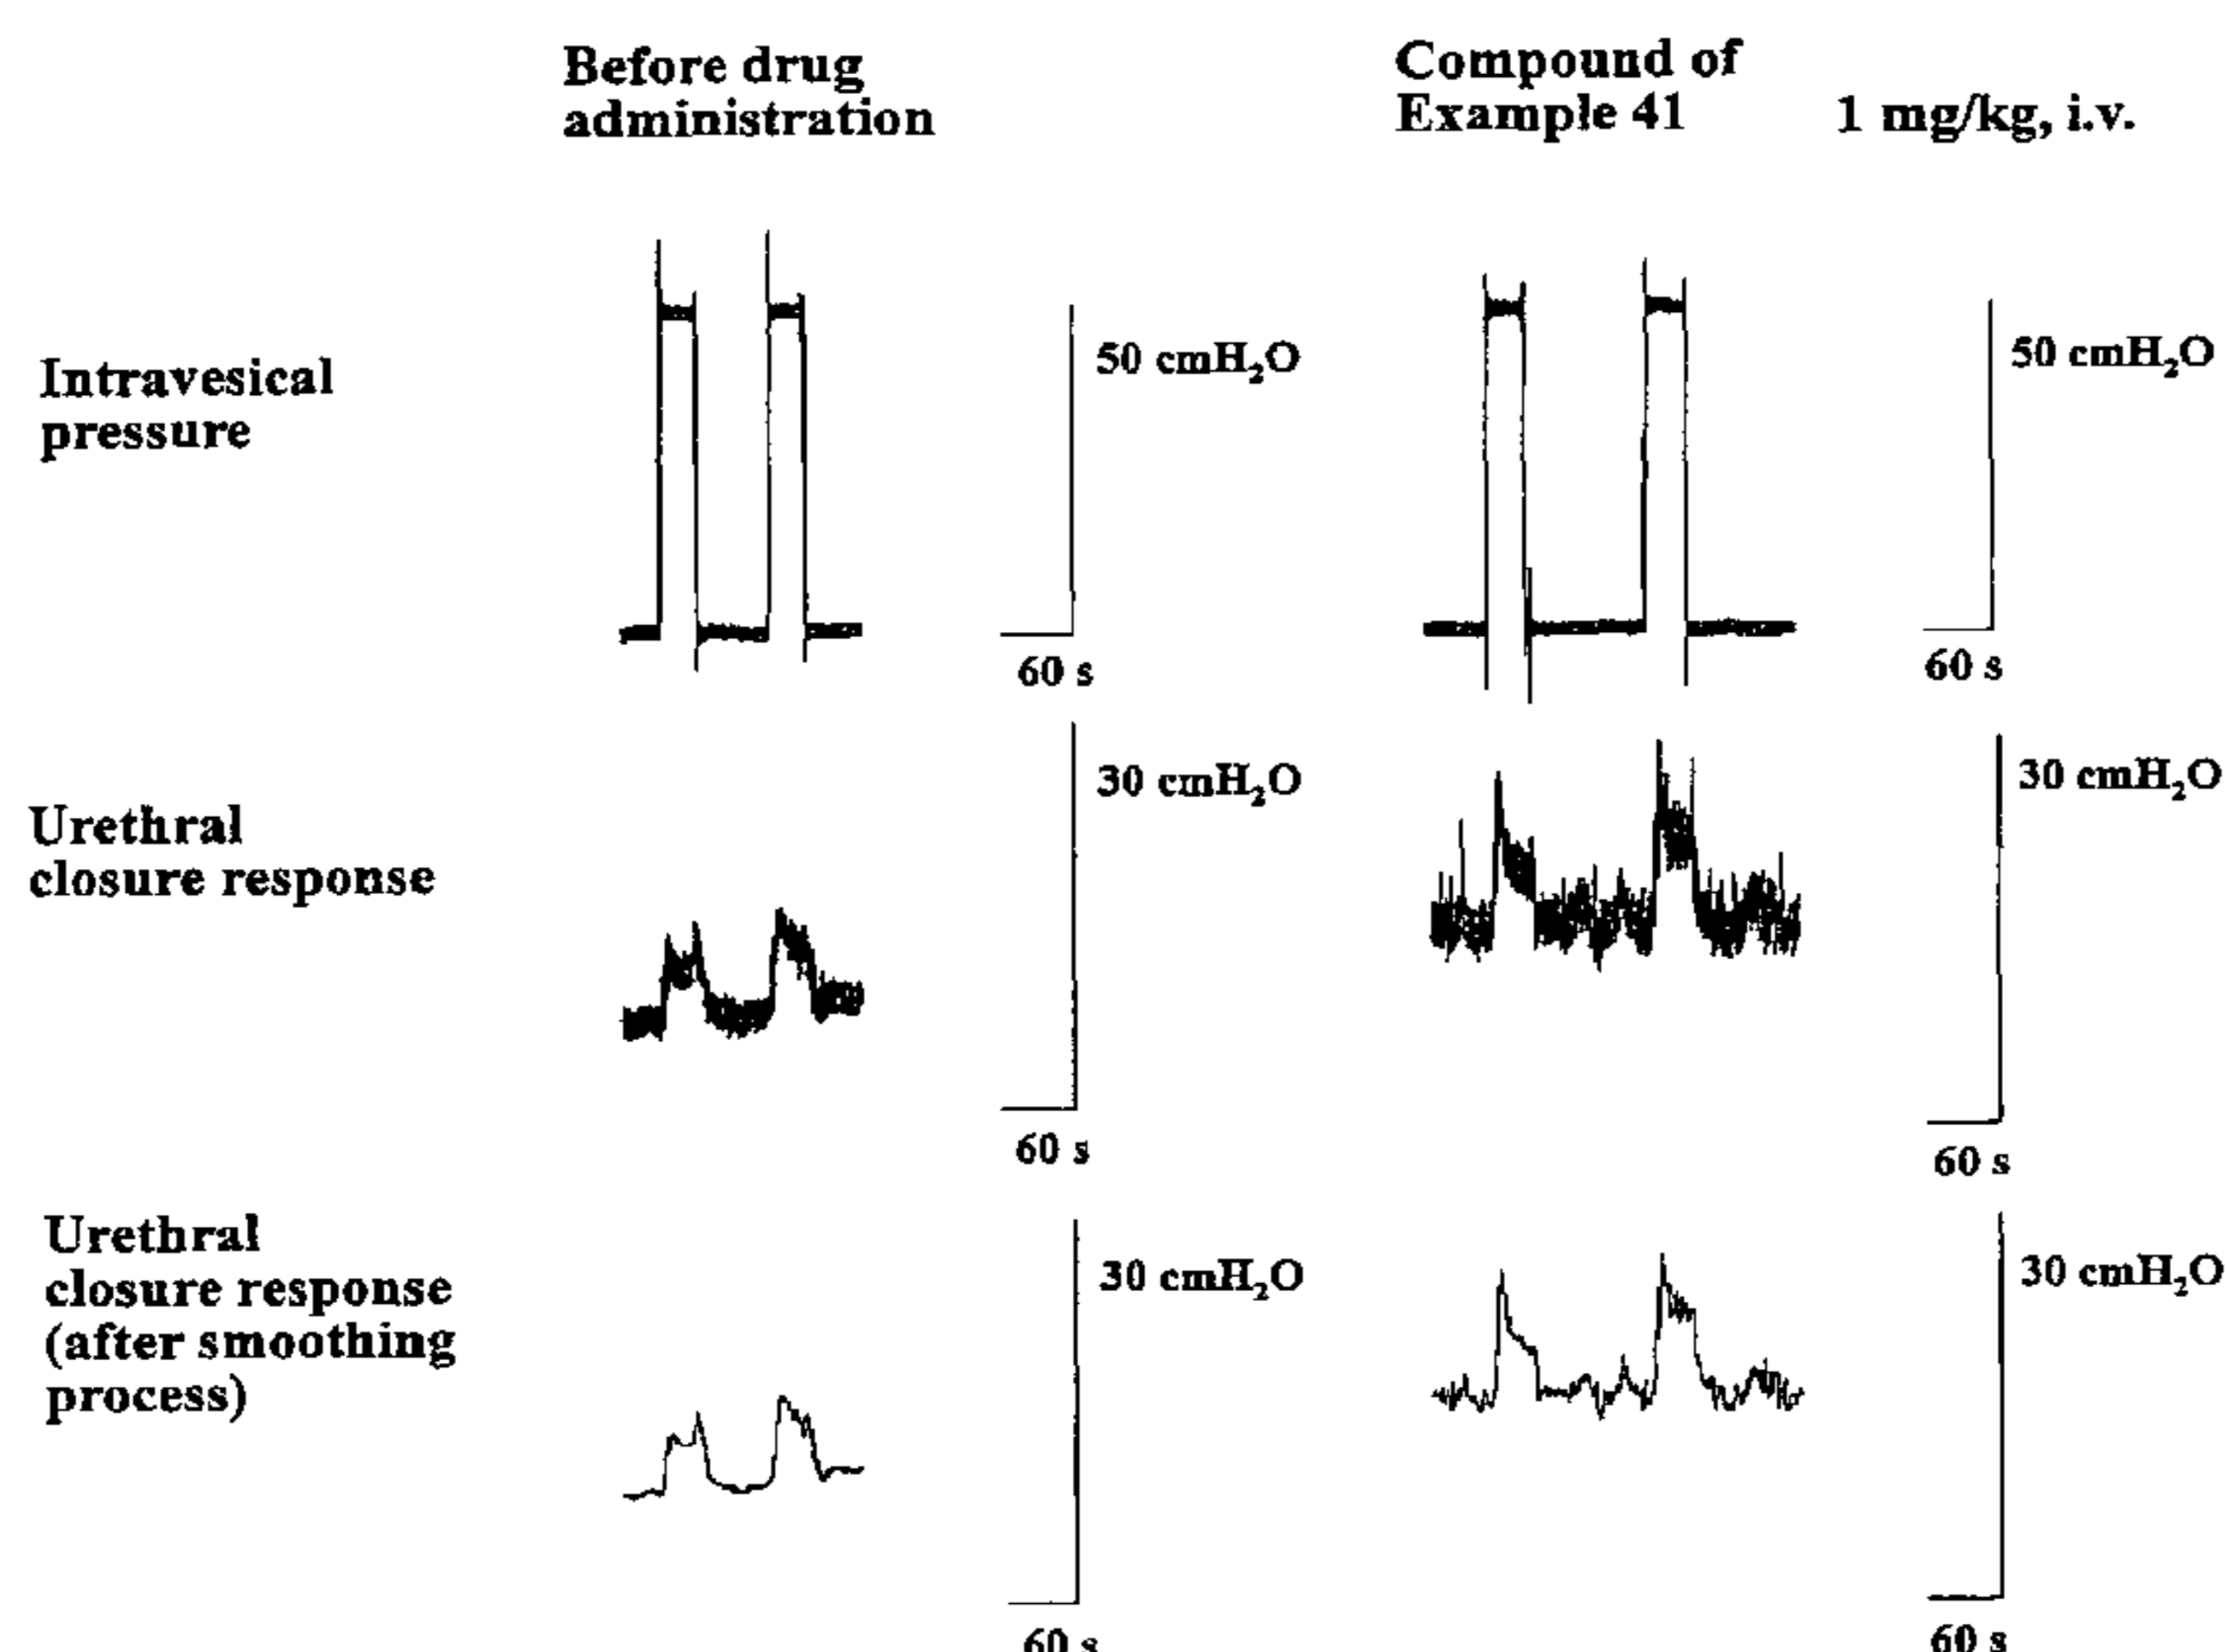 Before drug
administration
Compound of
Example 41
1 mg/kg, i.v.
Intravesical
pressure
50 cmH₂O
60 s
50 cmH₂O
60 s
Urethral
closure response
30 cmH₂O
60 s
30 cmH₂O
60 s
Urethral
closure response
(after smoothing
process)
30 cmH₂O
60 s
30 cmH₂O
60 s